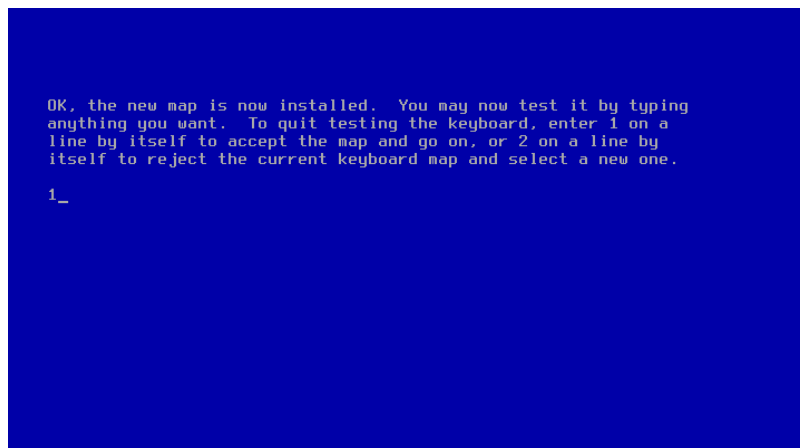 OK, the new map is now installed.  You may now test it by typing
anything you want.  To quit testing the keyboard, enter 1 on a
line by itself to accept the map and go on, or 2 on a line by
itself to reject the current keyboard map and select a new one.
1_